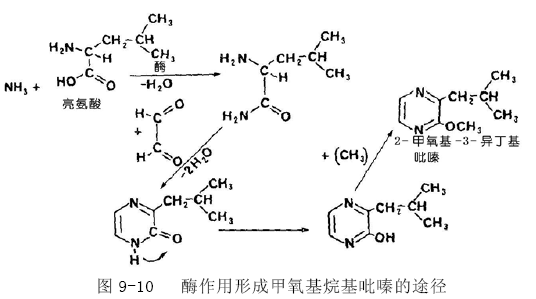 NH₃ +
H₂N
C
H
CH₂-CH
CH₃
CH₃
HO
C
O
亮氨酸
酶
-H₂O
H₂N
C
H
CH₂-CH
CH₃
CH₃
H₂N
C
O
+
C
O
C
O
-2H₂O
N
N
H
O
CH₂-CH
CH₃
CH₃
N
N
OH
CH₂-CH
CH₃
CH₃
+ (CH₃)
N
N
CH₂-CH
CH₃
CH₃
OCH₃
2-甲氧基-3-异丁基
吡嗪
图 9-10 酶作用形成甲氧基烷基吡嗪的途径